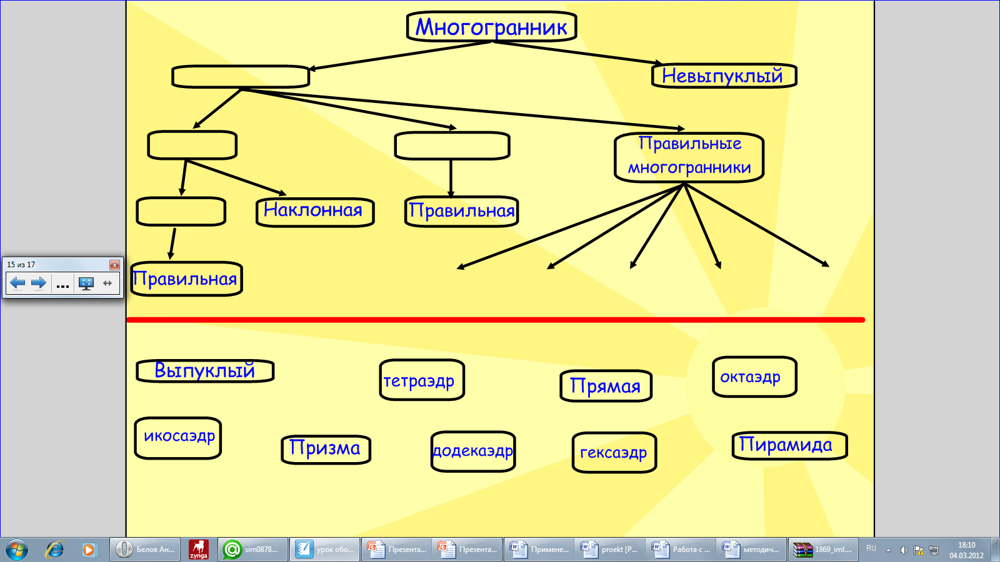 Многогранник
Невыпуклый
Правильные
многогранники
Наклонная
Правильная
Правильная
15 из 17
Выпуклый
тетраэдр
Прямая
октаэдр
икосаэдр
Призма
додекаэдр
гексаэдр
Пирамида
Белов Ан...
zynga
sim0878...
урок обо...
Презента...
Презента...
Примене...
proekt [Р...
Работа с ...
методич...
1869_iml....
RU
18:10
04.03.2012